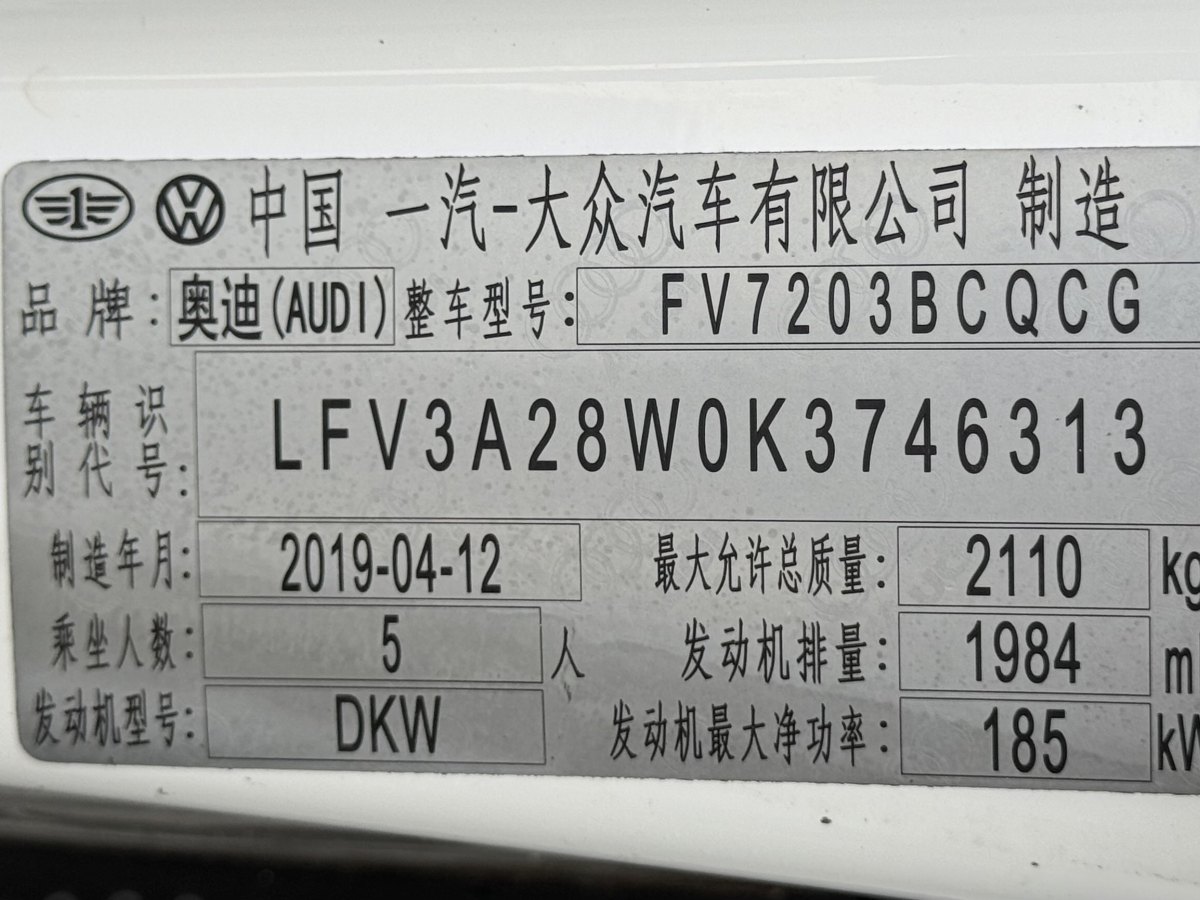 中国 一汽-大众汽车有限公司 制造
品牌: 奥迪(AUDI) 整车型号: FV7203BCQCG
车辆识别代号: LFV3A28W0K3746313
制造年月: 2019-04-12 最大允许总质量: 2110 kg
乘坐人数: 5 人 发动机排量: 1984 m
发动机型号: DKW 发动机最大净功率: 185 kW